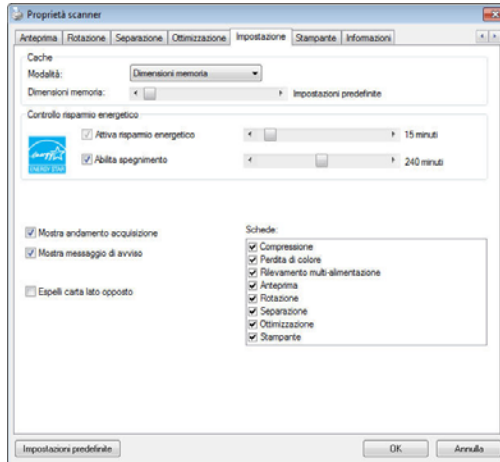 Proprietà scanner
Anteprima Rotazione Separazione Ottimizzazione Impostazione Stampante Informazioni
Cache
Modalità: Dimensioni memoria
Dimensioni memoria: Impostazioni predefinite
Controllo risparmio energetico
Attiva risparmio energetico 15 minuti
energy
ENERGY STAR
Abilita spegnimento 240 minuti
Mostra andamento acquisizione
Mostra messaggio di avviso
Espelli carta lato opposto
Schede:
Compressione
Perdita di colore
Rilevamento multi-alimentazione
Anteprima
Rotazione
Separazione
Ottimizzazione
Stampante
Impostazioni predefinite OK Annulla